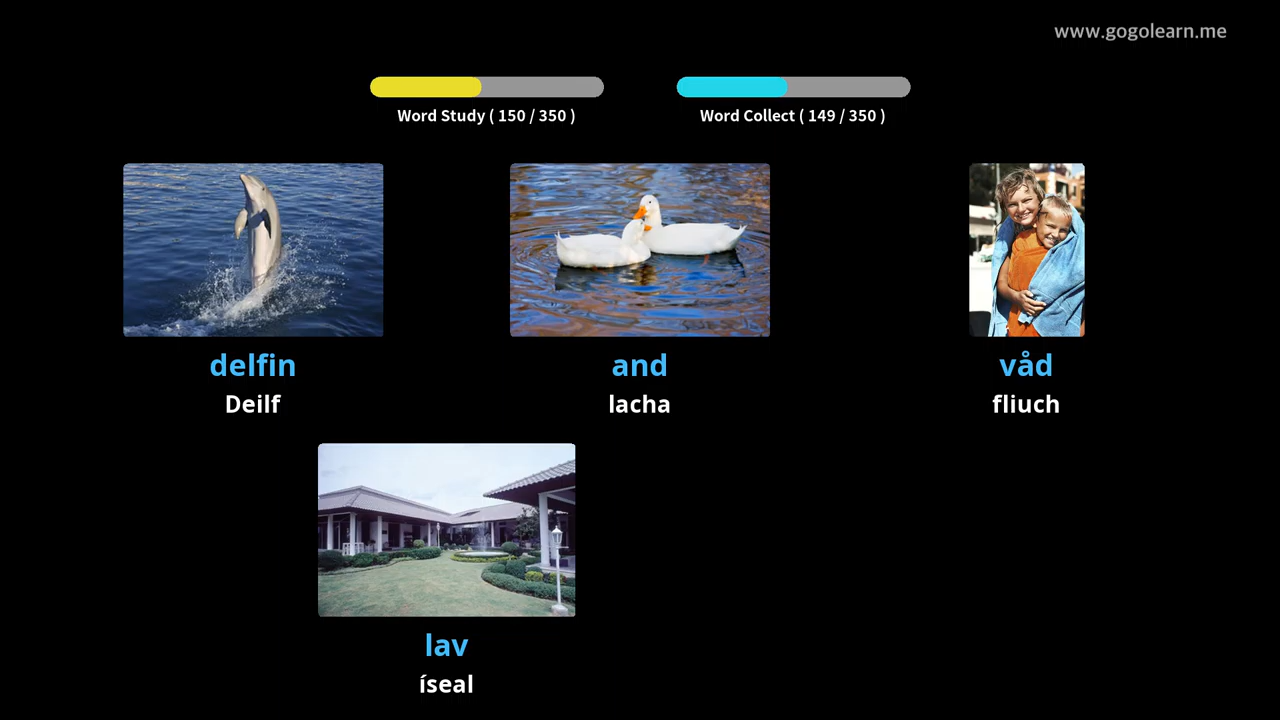 www.gogolearn.me
Word Study ( 150 / 350 )
Word Collect ( 149 / 350 )
delfin
Deilf
and
lacha
våd
fliuch
lav
íseal